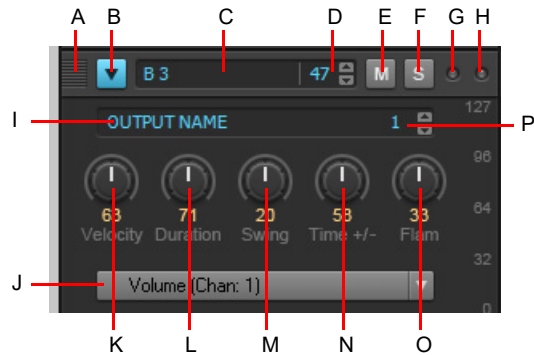 A B C D E F G H
B 3 47 M S
127
I OUTPUT NAME 1 P
96
63 71 20 58 33
64
Velocity Duration Swing Time +/- Flam
32
J Volume (Chan: 1)
0
K L M N O